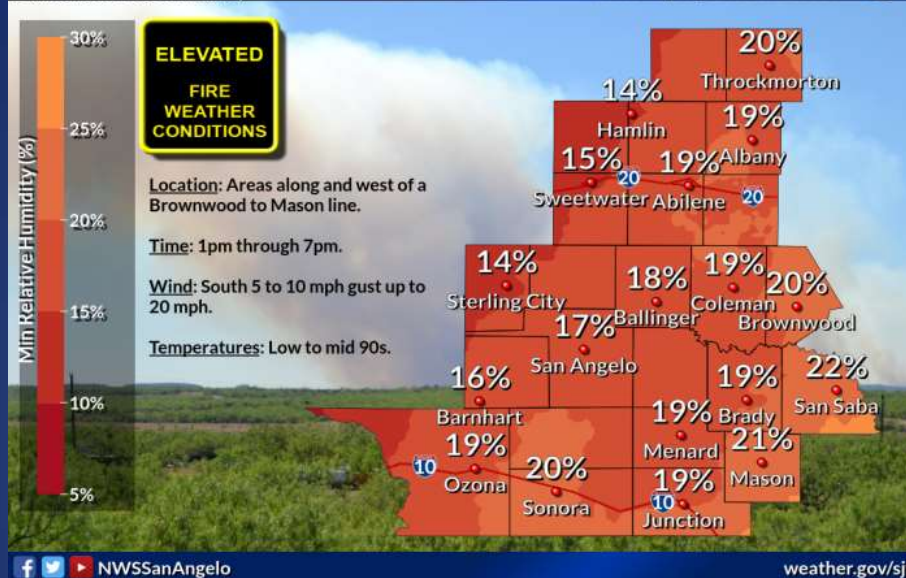 30%
25%
20%
15%
10%
5%
Min Relative Humidity (%)
ELEVATED
FIRE
WEATHER
CONDITIONS
Location: Areas along and west of a
Brownwood to Mason line.
Time: 1pm through 7pm.
Wind: South 5 to 10 mph gust up to
20 mph.
Temperatures: Low to mid 90s.
20%
Throckmorton
14%
Hamlin
19%
Albany
15%
Sweetwater
20
19%
Abilene
20
14%
Sterling City
18%
Ballinger
19%
Coleman
20%
Brownwood
17%
San Angelo
16%
Barnhart
19%
Brady
22%
San Saba
19%
Menard
21%
Mason
10
19%
Ozona
20%
Sonora
10
19%
Junction
NWSSanAngelo
weather.gov/sj